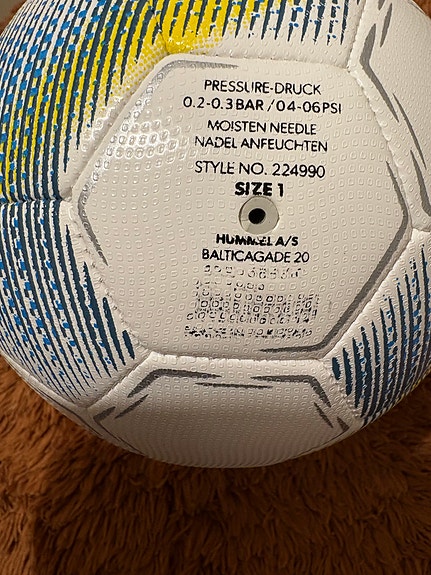 PRESSURE-DRUCK
0.2-0.3 BAR / 04-06 PSI
MOISTEN NEEDLE
NADEL ANFEUCHTEN
STYLE NO. 224990
SIZE 1
HUMMEL A/S
BALTICAGADE 20